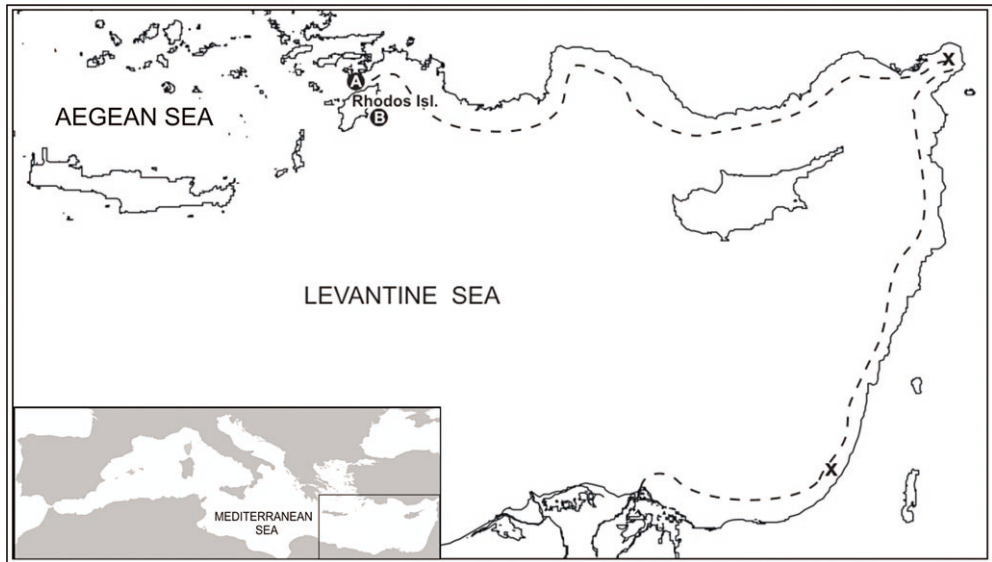 X
A
Rhodos Isl.
B
AEGEAN SEA
LEVANTINE SEA
X
MEDITERRANEAN
SEA